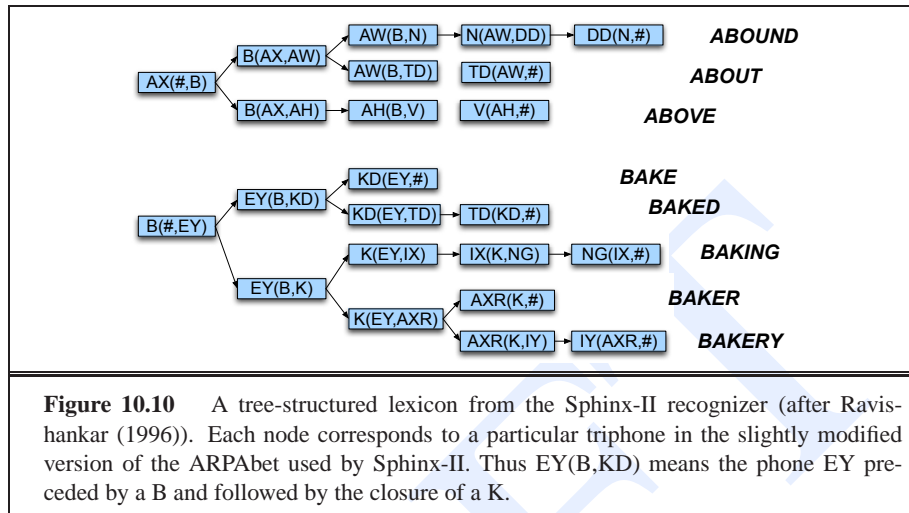 AW(B,N) N(AW,DD) DD(N,#) ABOUND
B(AX,AW)
AW(B,TD) TD(AW,#) ABOUT
AX(#,B)
B(AX,AH) AH(B,V) V(AH,#) ABOVE
KD(EY,#) BAKE
EY(B,KD)
KD(EY,TD) TD(KD,#) BAKED
B(#,EY)
K(EY,IX) IX(K,NG) NG(IX,#) BAKING
EY(B,K)
AXR(K,#) BAKER
K(EY,AXR)
AXR(K,IY) IY(AXR,#) BAKERY
Figure 10.10 A tree-structured lexicon from the Sphinx-II recognizer (after Ravis-
hankar (1996)). Each node corresponds to a particular triphone in the slightly modified
version of the ARPAbet used by Sphinx-II. Thus EY(B,KD) means the phone EY pre-
ceded by a B and followed by the closure of a K.